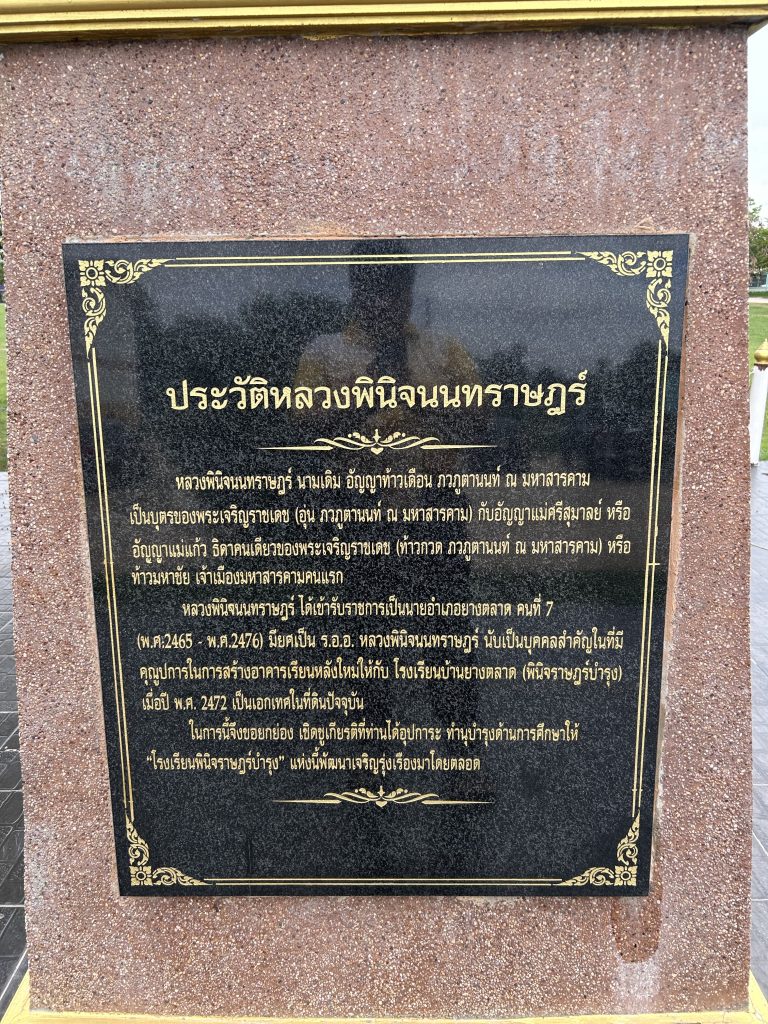 ประวัติหลวงพินิจนนทราษฎร์
หลวงพินิจนนทราษฎร์ นามเดิม อัญญาท้าวเดือน ภวภูตานนท์ ณ มหาสารคาม
เป็นบุตรของพระเจริญราชเดช (อุ่น ภวภูตานนท์ ณ มหาสารคาม) กับอัญญาแม่ศรีสุมาลย์ หรือ
อัญญาแม่แก้ว ธิดาคนเดียวของพระเจริญราชเดช (ท้าวกวด ภวภูตานนท์ ณ มหาสารคาม) หรือ
ท้าวมหาชัย เจ้าเมืองมหาสารคามคนแรก
หลวงพินิจนนทราษฎร์ ได้เข้ารับราชการเป็นนายอำเภอยางตลาด คนที่ 7
(พ.ศ.2465 - พ.ศ.2476) มียศเป็น ร.อ.อ. หลวงพินิจนนทราษฎร์ นับเป็นบุคคลสำคัญในที่มี
คุณูปการในการสร้างอาคารเรียนหลังใหม่ให้กับ โรงเรียนบ้านยางตลาด (พินิจราษฎร์บำรุง)
เมื่อปี พ.ศ. 2472 เป็นเอกเทศในที่ดินปัจจุบัน
ในการนี้จึงขอยกย่อง เชิดชูเกียรติที่ท่านได้อุปการะ ทำนุบำรุงด้านการศึกษาให้
“โรงเรียนพินิจราษฎร์บำรุง” แห่งนี้พัฒนาเจริญรุ่งเรืองมาโดยตลอด